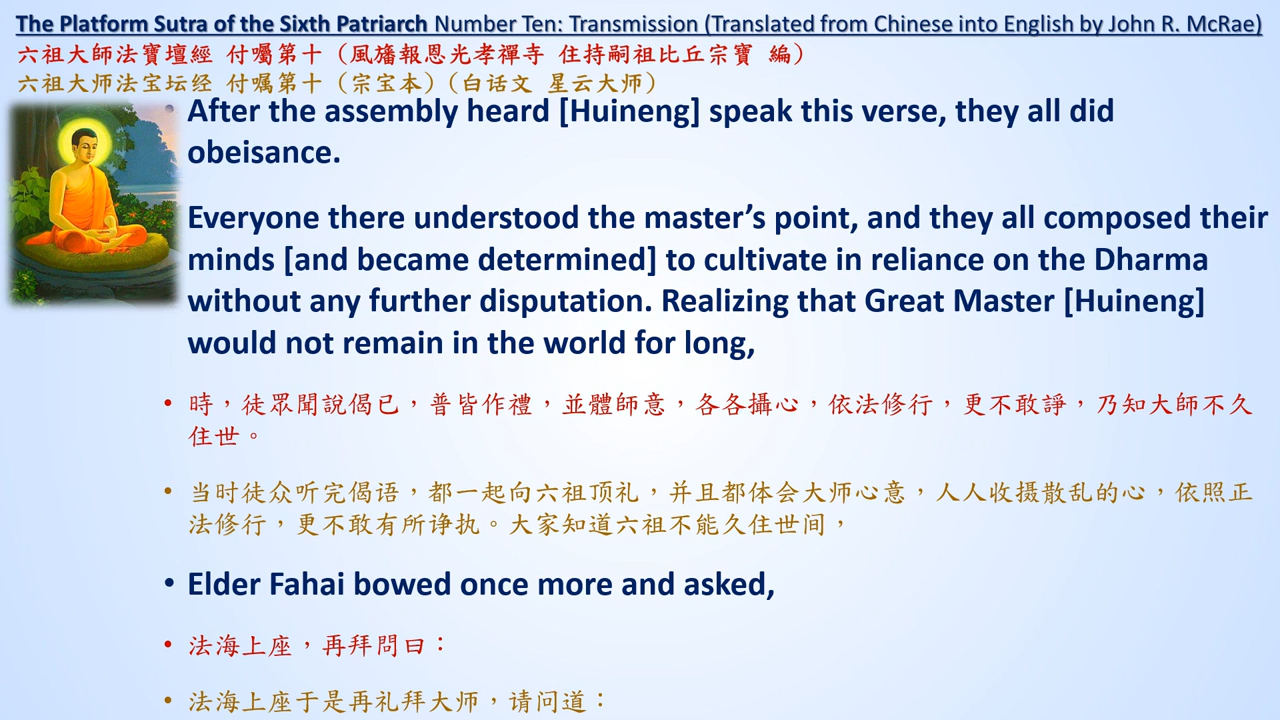 The Platform Sutra of the Sixth Patriarch Number Ten: Transmission (Translated from Chinese into English by John R. McRae)
六祖大師法寶壇經 付囑第十（風旛報恩光孝禪寺 住持嗣祖比丘宗寶 編）
六祖大师法宝坛经 付嘱第十（宗宝本）（白话文 星云大师）
• After the assembly heard [Huineng] speak this verse, they all did
obeisance.
Everyone there understood the master’s point, and they all composed their
minds [and became determined] to cultivate in reliance on the Dharma
without any further disputation. Realizing that Great Master [Huineng]
would not remain in the world for long,
• 時，徒眾聞說偈已，普皆作禮，並體師意，各各攝心，依法修行，更不敢諍，乃知大師不久
住世。
• 当时徒众听完偈语，都一起向六祖顶礼，并且都体会大师心意，人人收摄散乱的心，依照正
法修行，更不敢有所诤执。大家知道六祖不能久住世间，
• Elder Fahai bowed once more and asked,
• 法海上座，再拜問曰：
• 法海上座于是再礼拜大师，请问道：